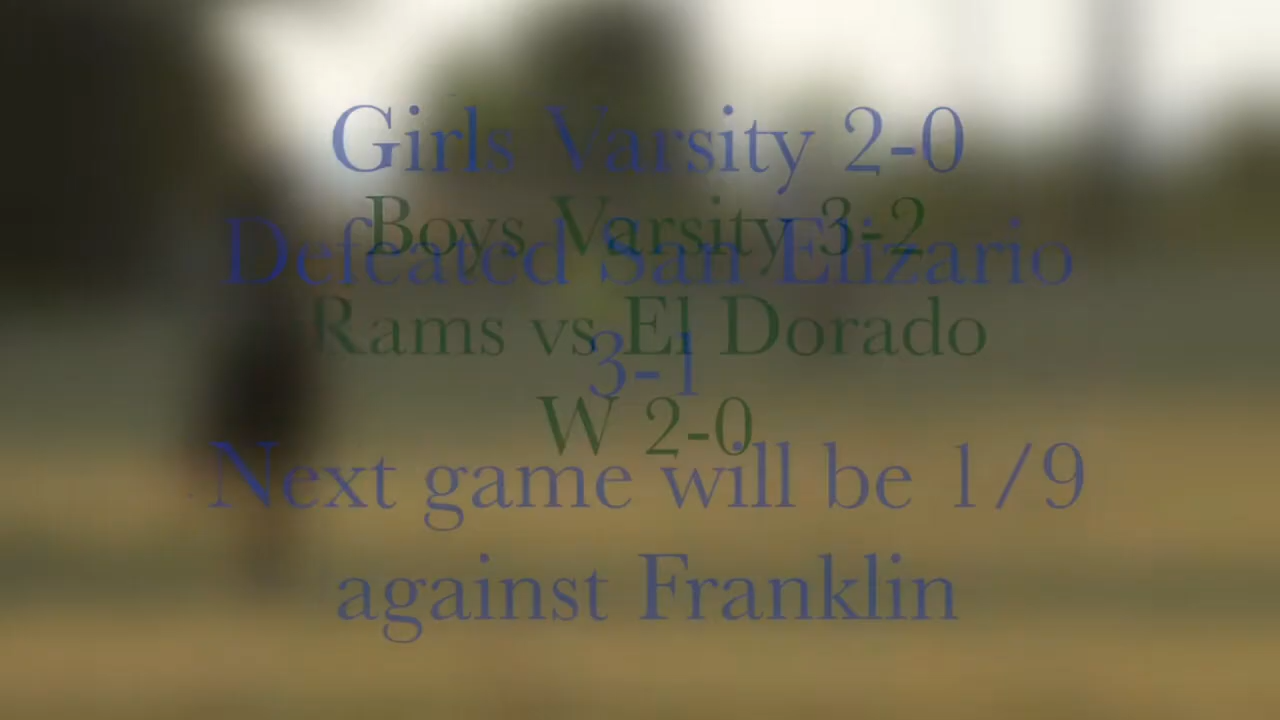 Girls Varsity 2-0
Defeated San Elizario
3-1
Next game will be 1/9
against Franklin
Boys Varsity 3-2
Rams vs El Dorado
W 2-0